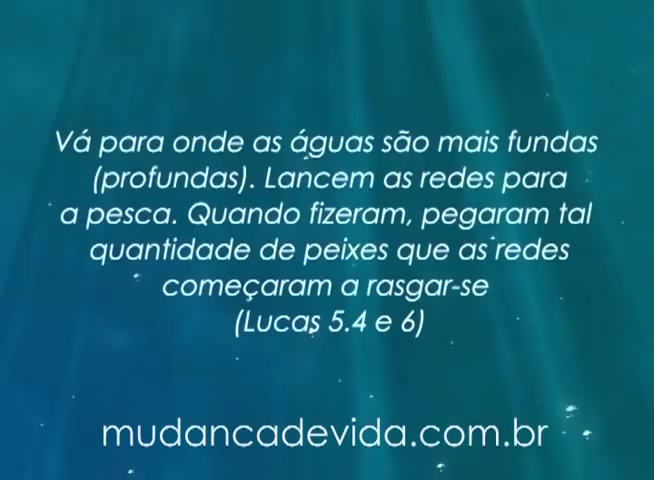 Vá para onde as águas são mais fundas
(profundas). Lancem as redes para
a pesca. Quando fizeram, pegaram tal
quantidade de peixes que as redes
começaram a rasgar-se
(Lucas 5.4 e 6)
mudancadevida.com.br